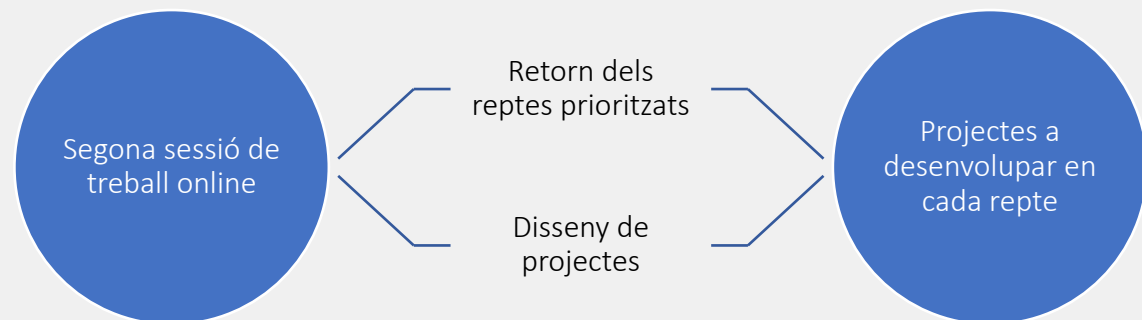 Segona sessió de
treball online
Retorn dels
reptes prioritzats
Disseny de
projectes
Projectes a
desenvolupar en
cada repte